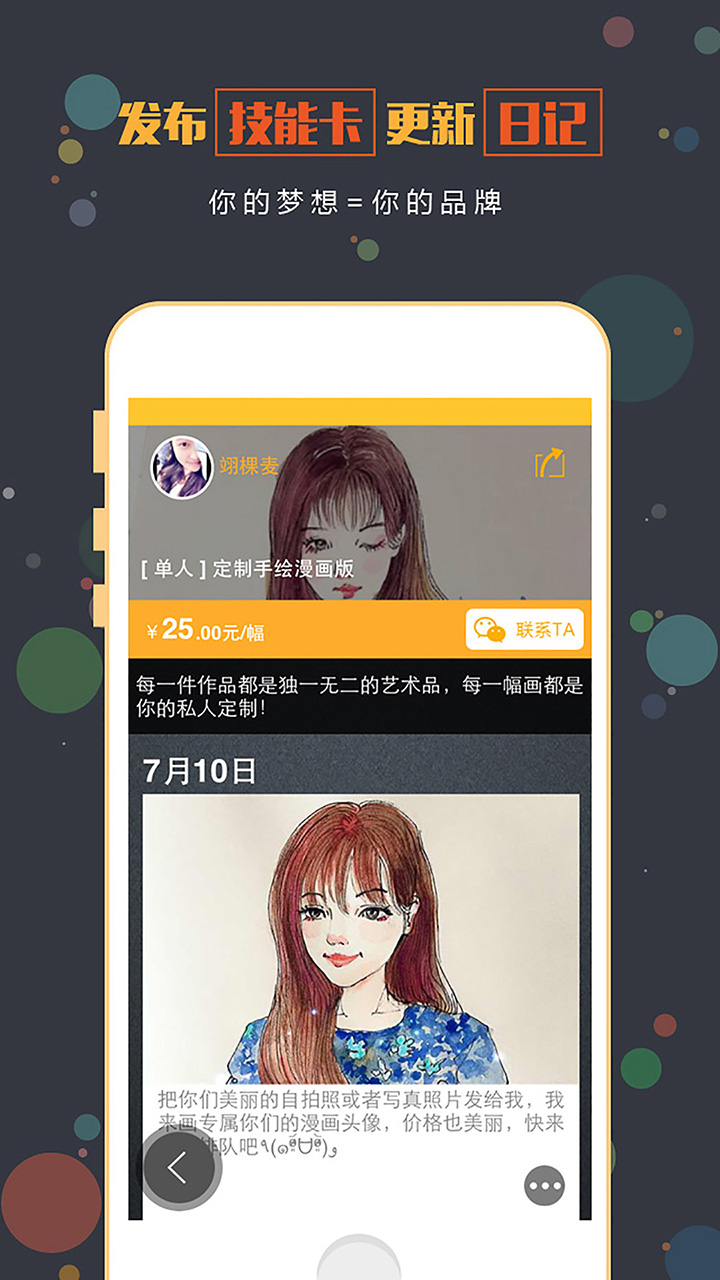 发布 技能卡 更新 日记
你的梦想=你的品牌
翊棵麦
[ 单人 ] 定制手绘漫画版
￥25.00元/幅
联系TA
每一件作品都是独一无二的艺术品，每一幅画都是
你的私人定制！
7月10日
把你们美丽的自拍照或者写真照片发给我，我
来画专属你们的漫画头像，价格也美丽，快来
排队吧٩(๑❛ᴗ❛๑)و